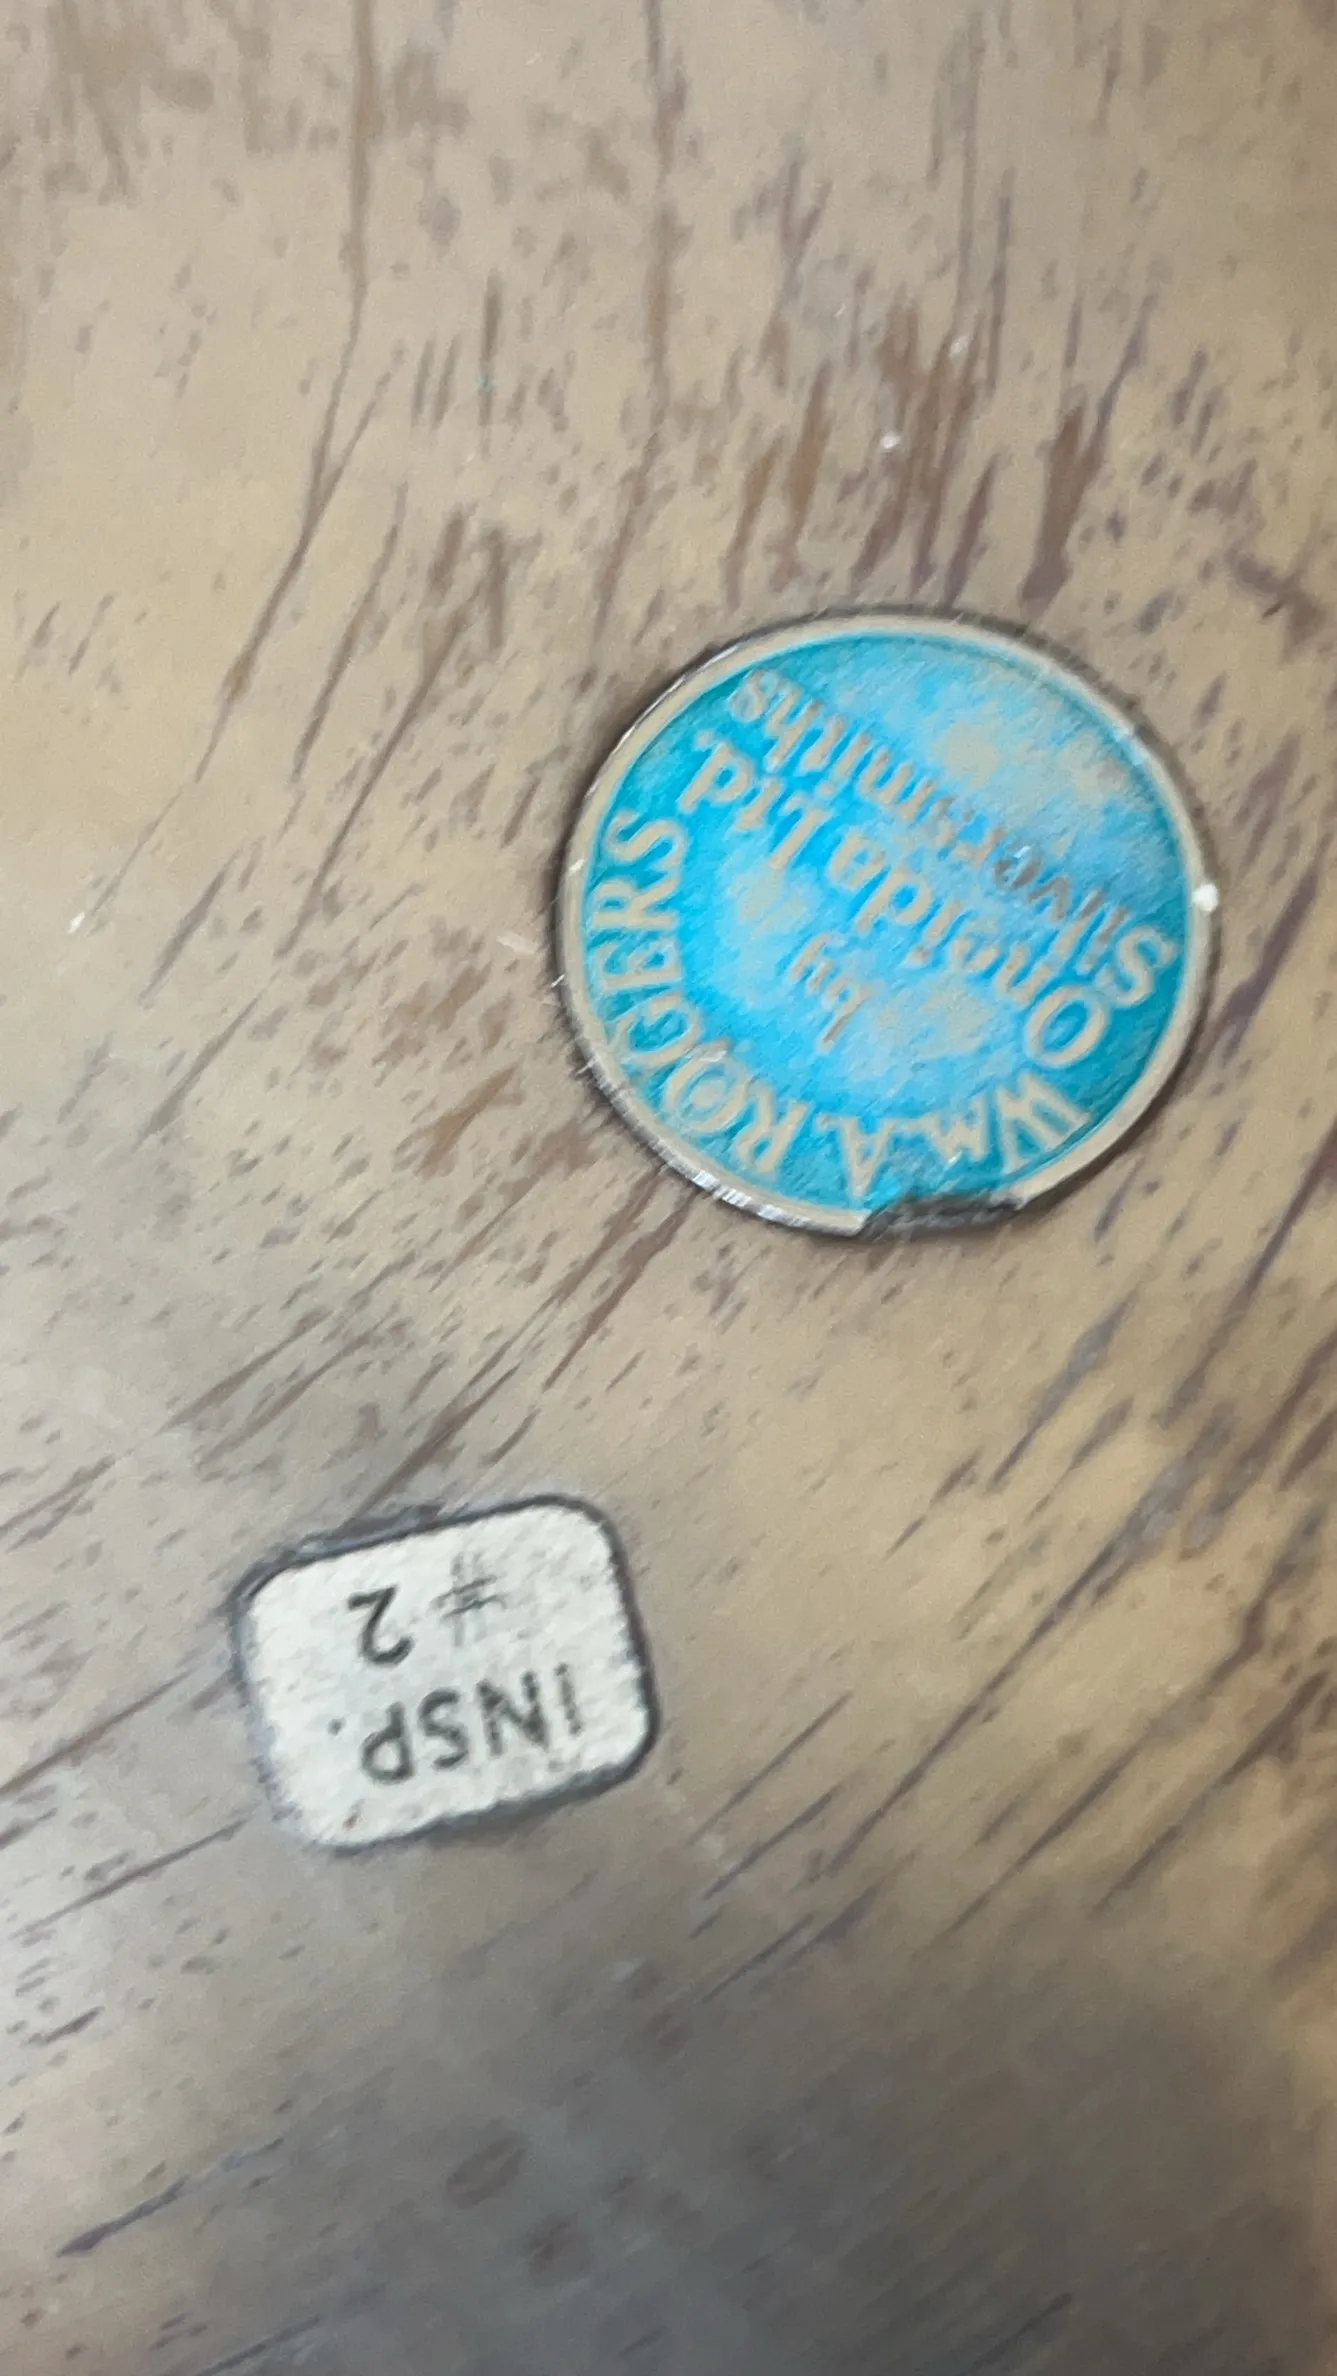 WM.A.ROGERS
by
Oneida Ltd.
Silversmiths
INSP.
# 2